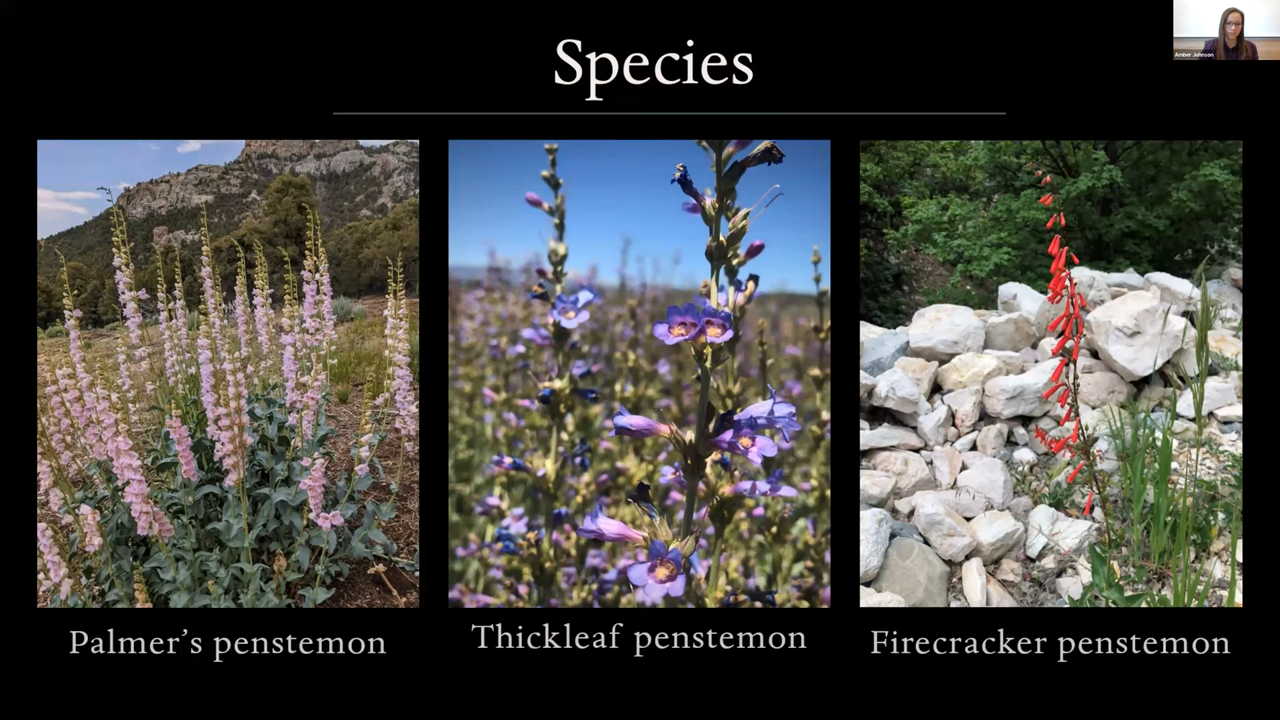 Species
Amber Johnson
Palmer's penstemon
Thickleaf penstemon
Firecracker penstemon